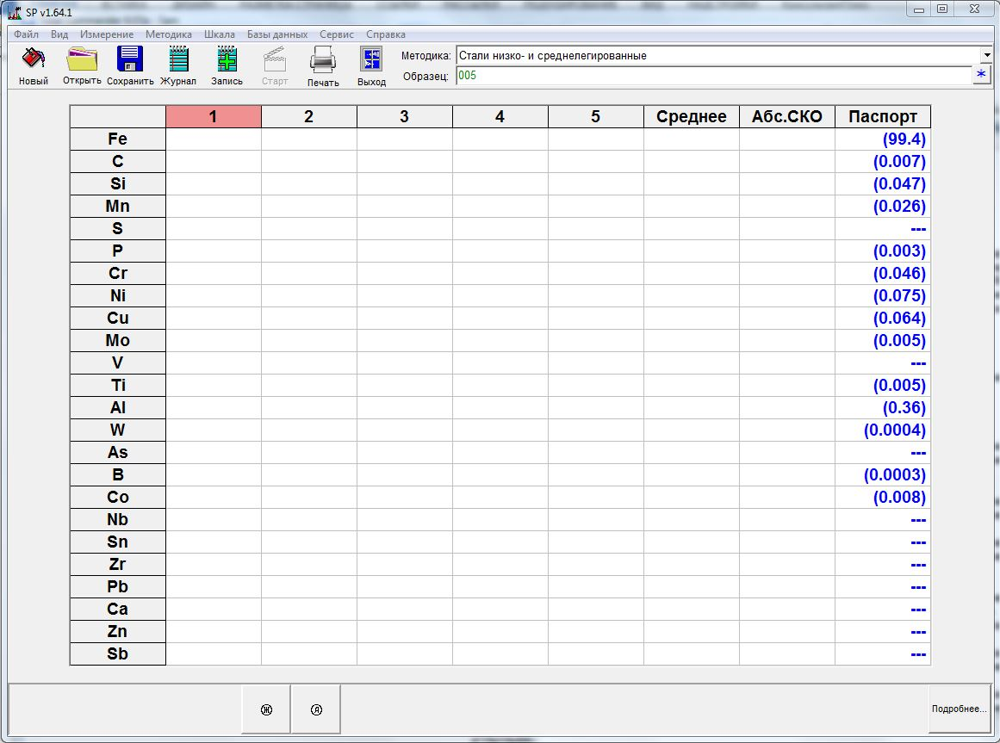 SP v1.64.1
Файл Вид Измерение Методика Шкала Базы данных Сервис Справка
Новый Открыть Сохранить Журнал Запись Старт Печать Выход
Методика: Стали низко- и среднелегированные
Образец: 005 *
1 2 3 4 5 Среднее Абс.СКО Паспорт
Fe (99.4)
C (0.007)
Si (0.047)
Mn (0.026)
S ---
P (0.003)
Cr (0.046)
Ni (0.075)
Cu (0.064)
Mo (0.005)
V ---
Ti (0.005)
Al (0.36)
W (0.0004)
As ---
B (0.0003)
Co (0.008)
Nb ---
Sn ---
Zr ---
Pb ---
Ca ---
Zn ---
Sb ---
Ж Я Подробнее...